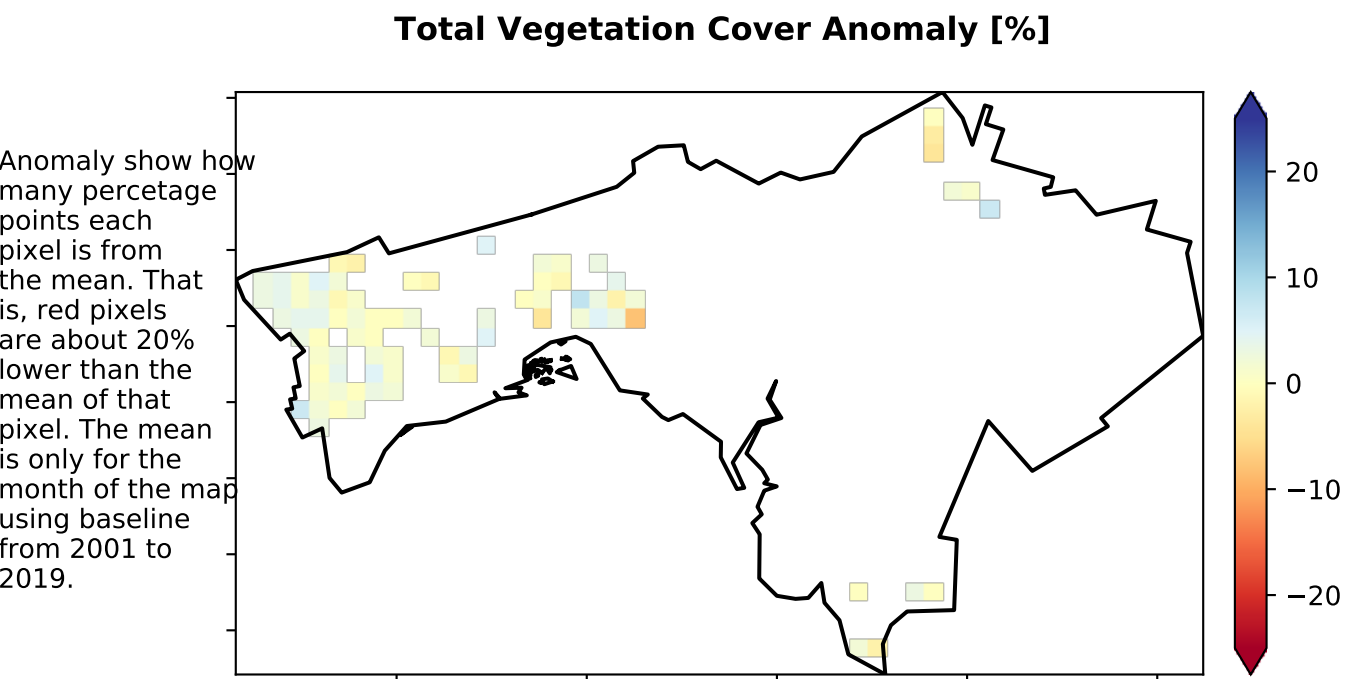 Total Vegetation Cover Anomaly [%]
Anomaly show how
many percetage
points each
pixel is from
the mean. That
is, red pixels
are about 20%
lower than the
mean of that
pixel. The mean
is only for the
month of the map
using baseline
from 2001 to
2019.
20
10
0
−10
−20